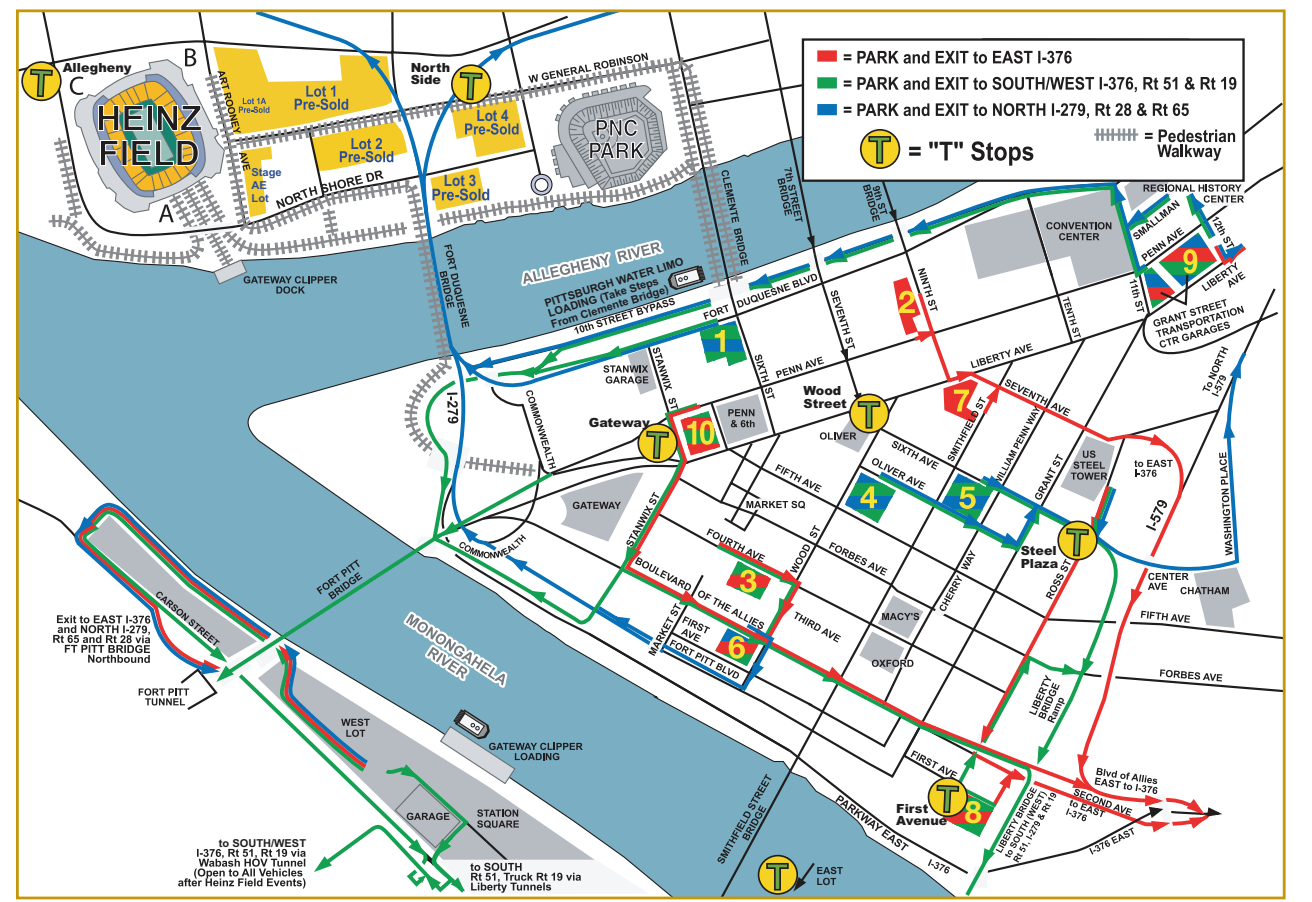 = PARK and EXIT to EAST I-376
= PARK and EXIT to SOUTH/WEST I-376, Rt 51 & Rt 19
= PARK and EXIT to NORTH I-279, Rt 28 & Rt 65
T
= "T" Stops
= Pedestrian
Walkway
T
Allegheny
B
C
A
HEINZ
FIELD
ART ROONEY
AVE
Lot 1A
Pre-Sold
Lot 1
Pre-Sold
Lot 2
Pre-Sold
Stage
AE
Lot
NORTH SHORE DR
North
Side
T
Lot 4
Pre-Sold
Lot 3
Pre-Sold
W GENERAL ROBINSON
PNC
PARK
GATEWAY CLIPPER
DOCK
FORT DUQUESNE
BRIDGE
ALLEGHENY RIVER
CLEMENTE BRIDGE
7th STREET
BRIDGE
9th ST
BRIDGE
PITTSBURGH WATER LIMO
LOADING (Take Steps
From Clemente Bridge)
10th STREET BYPASS
FORT DUQUESNE BLVD
CONVENTION
CENTER
REGIONAL HISTORY
CENTER
SMALLMAN
PENN AVE
12th ST
LIBERTY
AVE
11th ST
9
GRANT STREET
TRANSPORTATION
CTR GARAGES
TENTH ST
NINTH ST
2
SEVENTH ST
SIXTH ST
1
STANWIX
GARAGE
STANWIX ST
PENN AVE
LIBERTY AVE
I-279
COMMONWEALTH
Gateway
T
10
PENN
& 6th
Wood
Street
T
OLIVER
7
SMITHFIELD ST
SEVENTH AVE
WILLIAM PENN WAY
GRANT ST
US
STEEL
TOWER
to EAST
I-376
I-579
To NORTH
I-579
WASHINGTON PLACE
SIXTH AVE
OLIVER AVE
4
5
FIFTH AVE
MARKET SQ
GATEWAY
STANWIX ST
COMMONWEALTH
FOURTH AVE
3
WOOD ST
FORBES AVE
CHERRY WAY
Steel
Plaza
T
ROSS ST
CENTER
AVE
CHATHAM
FIFTH AVE
FORBES AVE
BOULEVARD OF THE ALLIES
THIRD AVE
MACY'S
OXFORD
MARKET ST
FIRST
AVE
6
FORT PITT BLVD
LIBERTY
BRIDGE
Ramp
FORT PITT
BRIDGE
MONONGAHELA
RIVER
CARSON STREET
Exit to EAST I-376
and NORTH I-279,
Rt 65 and Rt 28 via
FT PITT BRIDGE
Northbound
FORT PITT
TUNNEL
WEST
LOT
GATEWAY CLIPPER
LOADING
GARAGE
STATION
SQUARE
to SOUTH/WEST
I-376, Rt 51, Rt 19 via
Wabash HOV Tunnel
(Open to All Vehicles
after Heinz Field Events)
to SOUTH
Rt 51, Truck Rt 19 via
Liberty Tunnels
SMITHFIELD STREET
BRIDGE
T
EAST
LOT
PARKWAY EAST
I-376
FIRST AVE
First
Avenue
T
8
LIBERTY BRIDGE
to SOUTH (WEST)
Rt 51, I-279 & Rt 19
Blvd of Allies
EAST to I-376
SECOND AVE
to EAST
I-376
I-376 EAST